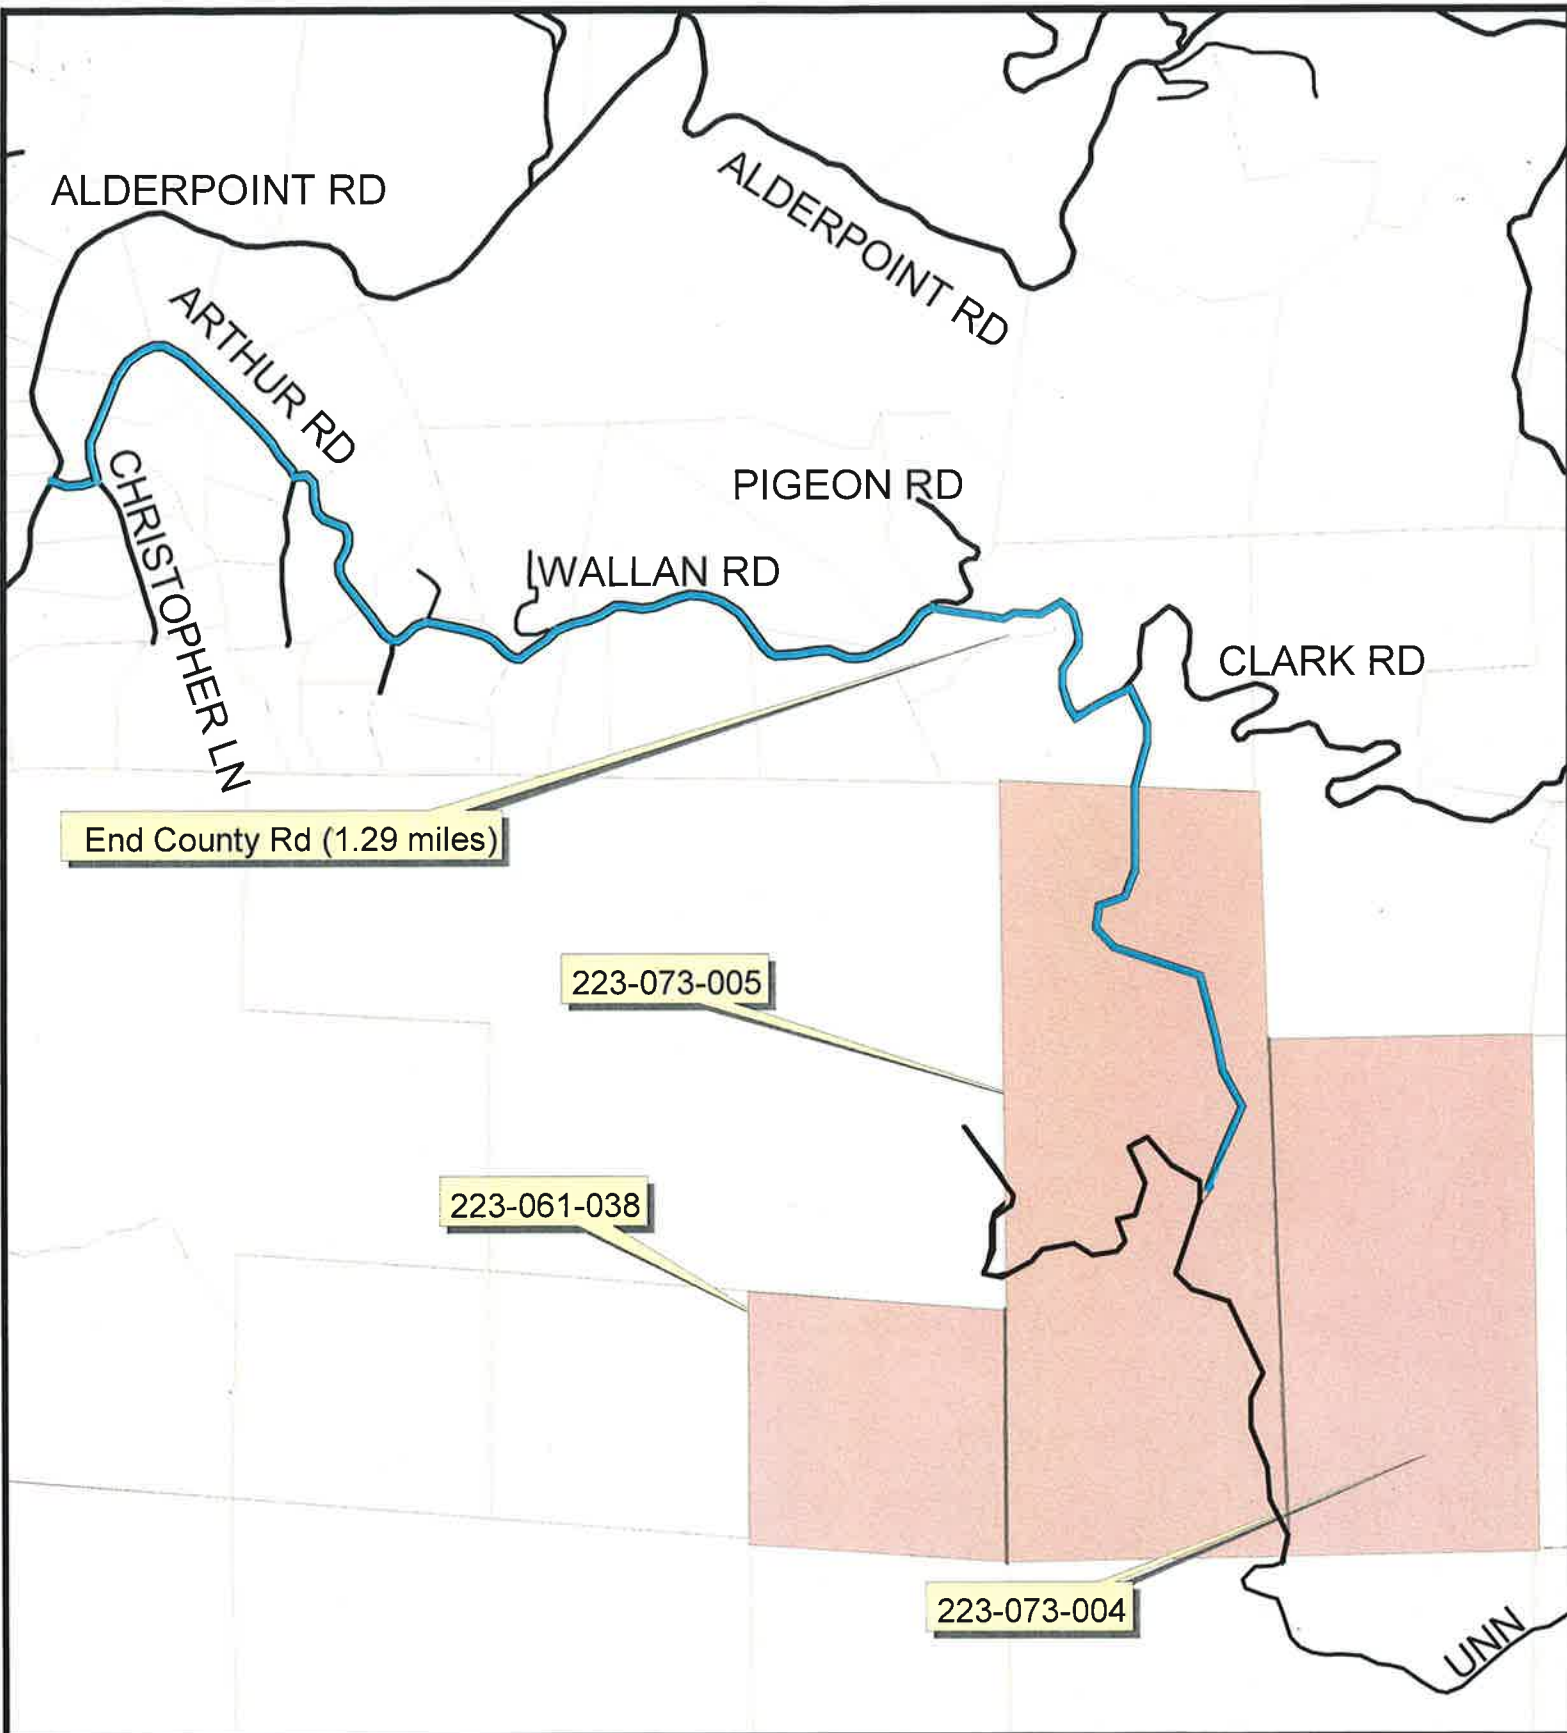 ALDERPOINT RD
ALDERPOINT RD
ARTHUR RD
CHRISTOPHER LN
PIGEON RD
WALLAN RD
CLARK RD
End County Rd (1.29 miles)
223-073-005
223-061-038
223-073-004
UNN